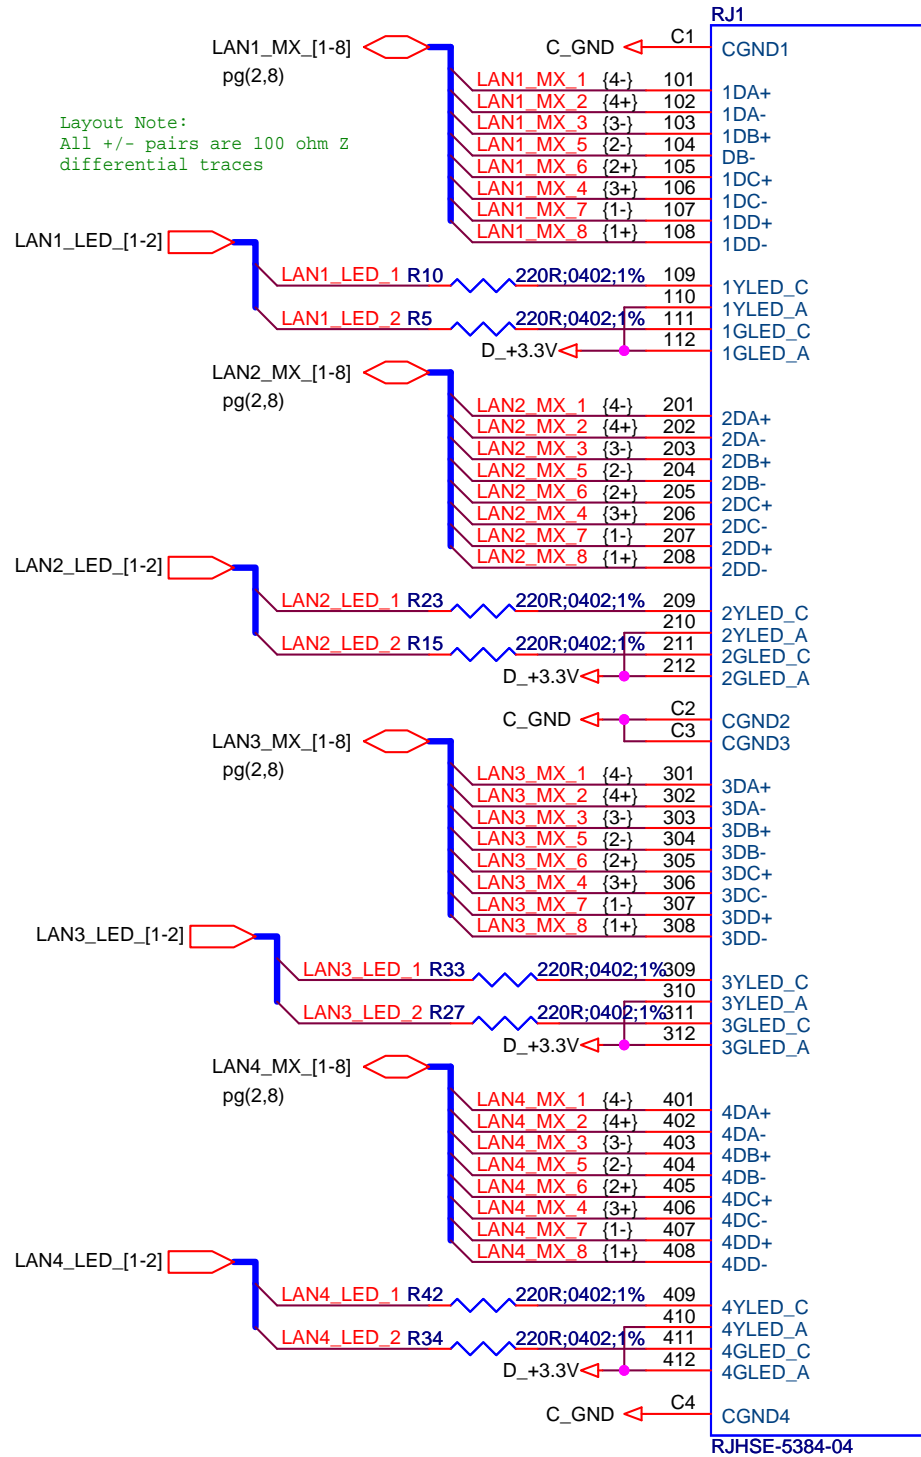 RJ1
LAN1_MX_[1-8]
pg(2,8)
C_GND C1 CGND1
LAN1_MX_1 {4-} 101 1DA+
LAN1_MX_2 {4+} 102 1DA-
LAN1_MX_3 {3-} 103 1DB+
LAN1_MX_5 {2-} 104 DB-
LAN1_MX_6 {2+} 105 1DC+
LAN1_MX_4 {3+} 106 1DC-
LAN1_MX_7 {1-} 107 1DD+
LAN1_MX_8 {1+} 108 1DD-
Layout Note:
All +/- pairs are 100 ohm Z
differential traces
LAN1_LED_[1-2]
LAN1_LED_1 R10 220R;0402;1% 109 1YLED_C
110 1YLED_A
LAN1_LED_2 R5 220R;0402;1% 111 1GLED_C
D_+3.3V 112 1GLED_A
LAN2_MX_[1-8]
pg(2,8)
LAN2_MX_1 {4-} 201 2DA+
LAN2_MX_2 {4+} 202 2DA-
LAN2_MX_3 {3-} 203 2DB+
LAN2_MX_5 {2-} 204 2DB-
LAN2_MX_6 {2+} 205 2DC+
LAN2_MX_4 {3+} 206 2DC-
LAN2_MX_7 {1-} 207 2DD+
LAN2_MX_8 {1+} 208 2DD-
LAN2_LED_[1-2]
LAN2_LED_1 R23 220R;0402;1% 209 2YLED_C
210 2YLED_A
LAN2_LED_2 R15 220R;0402;1% 211 2GLED_C
D_+3.3V 212 2GLED_A
C_GND C2 CGND2
C3 CGND3
LAN3_MX_[1-8]
pg(2,8)
LAN3_MX_1 {4-} 301 3DA+
LAN3_MX_2 {4+} 302 3DA-
LAN3_MX_3 {3-} 303 3DB+
LAN3_MX_5 {2-} 304 3DB-
LAN3_MX_6 {2+} 305 3DC+
LAN3_MX_4 {3+} 306 3DC-
LAN3_MX_7 {1-} 307 3DD+
LAN3_MX_8 {1+} 308 3DD-
LAN3_LED_[1-2]
LAN3_LED_1 R33 220R;0402;1% 309 3YLED_C
310 3YLED_A
LAN3_LED_2 R27 220R;0402;1% 311 3GLED_C
D_+3.3V 312 3GLED_A
LAN4_MX_[1-8]
pg(2,8)
LAN4_MX_1 {4-} 401 4DA+
LAN4_MX_2 {4+} 402 4DA-
LAN4_MX_3 {3-} 403 4DB+
LAN4_MX_5 {2-} 404 4DB-
LAN4_MX_6 {2+} 405 4DC+
LAN4_MX_4 {3+} 406 4DC-
LAN4_MX_7 {1-} 407 4DD+
LAN4_MX_8 {1+} 408 4DD-
LAN4_LED_[1-2]
LAN4_LED_1 R42 220R;0402;1% 409 4YLED_C
410 4YLED_A
LAN4_LED_2 R34 220R;0402;1% 411 4GLED_C
D_+3.3V 412 4GLED_A
C_GND C4 CGND4
RJHSE-5384-04